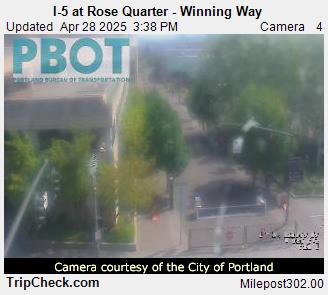 I-5 at Rose Quarter - Winning Way
Updated Apr 28 2025 3:38 PM Camera 4
PBOT
PORTLAND BUREAU OF TRANSPORTATION
Camera courtesy of the City of Portland
TripCheck.com Milepost302.00